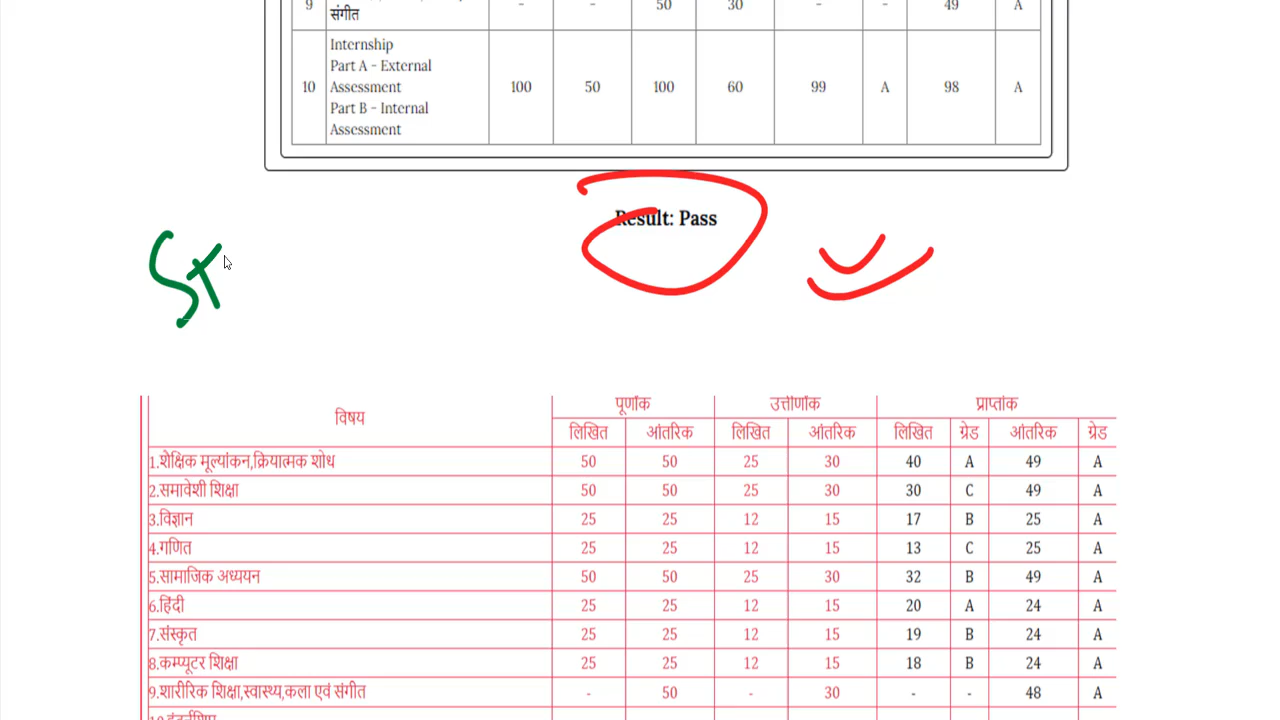 9 संगीत - - 50 30 - - 49 A
Internship
Part A - External
10 Assessment 100 50 100 60 99 A 98 A
Part B - Internal
Assessment
Result: Pass
विषय पूर्णांक उत्तीर्णांक प्राप्तांक
लिखित आंतरिक लिखित आंतरिक लिखित ग्रेड आंतरिक ग्रेड
1.शैक्षिक मूल्यांकन,क्रियात्मक शोध 50 50 25 30 40 A 49 A
2.समावेशी शिक्षा 50 50 25 30 30 C 49 A
3.विज्ञान 25 25 12 15 17 B 25 A
4.गणित 25 25 12 15 13 C 25 A
5.सामाजिक अध्ययन 50 50 25 30 32 B 49 A
6.हिंदी 25 25 12 15 20 A 24 A
7.संस्कृत 25 25 12 15 19 B 24 A
8.कम्प्यूटर शिक्षा 25 25 12 15 18 B 24 A
9.शारीरिक शिक्षा,स्वास्थ्य,कला एवं संगीत - 50 - 30 - - 48 A